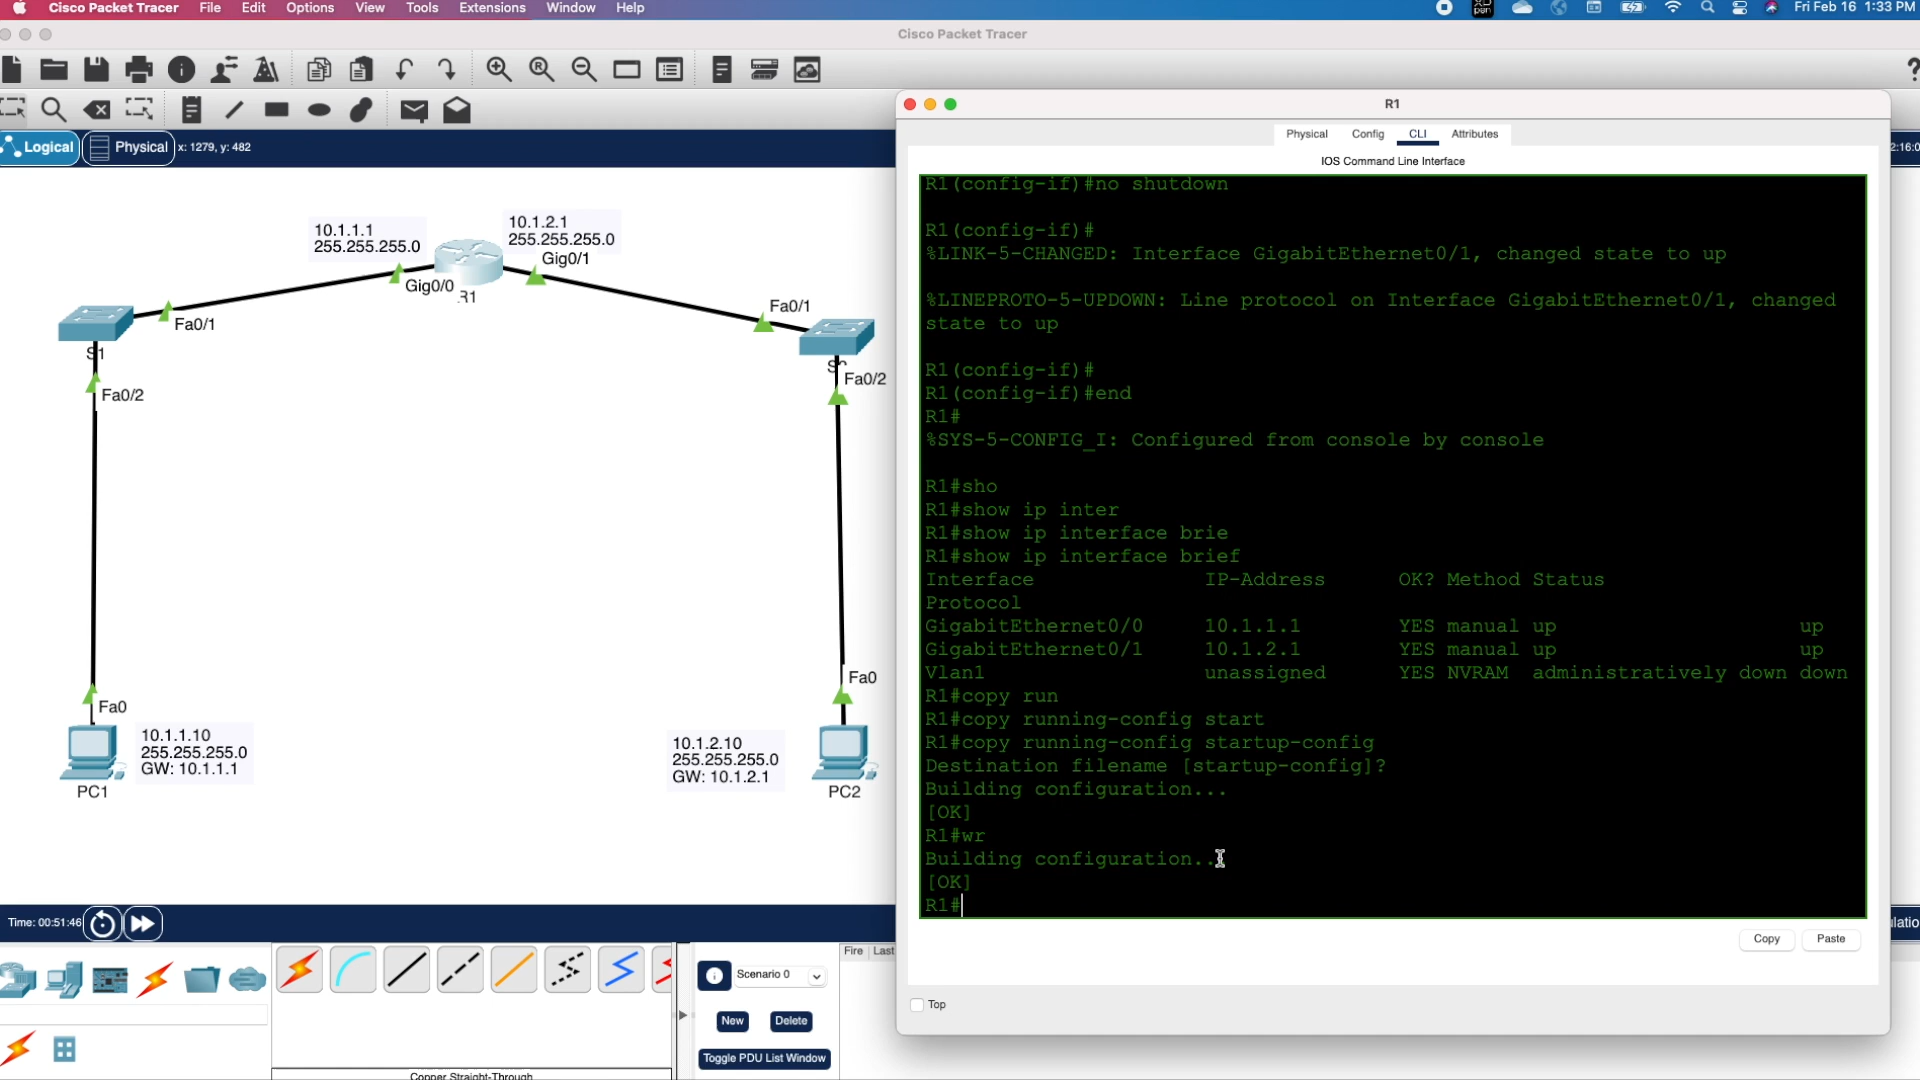 Cisco Packet Tracer File Edit Options View Tools Extensions Window Help Fri Feb 16 1:33 PM
Cisco Packet Tracer
Logical Physical x: 1279, y: 482
10.1.1.1
255.255.255.0
10.1.2.1
255.255.255.0
Gig0/1
Gig0/0
R1
Fa0/1
Fa0/1
S1
Fa0/2
Fa0/2
Fa0
Fa0
10.1.1.10
255.255.255.0
GW: 10.1.1.1
PC1
10.1.2.10
255.255.255.0
GW: 10.1.2.1
PC2
R1
Physical Config CLI Attributes
IOS Command Line Interface
R1(config-if)#no shutdown
R1(config-if)#
%LINK-5-CHANGED: Interface GigabitEthernet0/1, changed state to up
%LINEPROTO-5-UPDOWN: Line protocol on Interface GigabitEthernet0/1, changed
state to up
R1(config-if)#
R1(config-if)#end
R1#
%SYS-5-CONFIG_I: Configured from console by console
R1#sho
R1#show ip inter
R1#show ip interface brie
R1#show ip interface brief
Interface IP-Address OK? Method Status
Protocol
GigabitEthernet0/0 10.1.1.1 YES manual up up
GigabitEthernet0/1 10.1.2.1 YES manual up up
Vlan1 unassigned YES NVRAM administratively down down
R1#copy run
R1#copy running-config start
R1#copy running-config startup-config
Destination filename [startup-config]?
Building configuration...
[OK]
R1#wr
Building configuration..
[OK]
R1#
Copy Paste
Top
Time: 00:51:46
Scenario 0
New Delete
Toggle PDU List Window
Fire Last
Copper Straight-Through